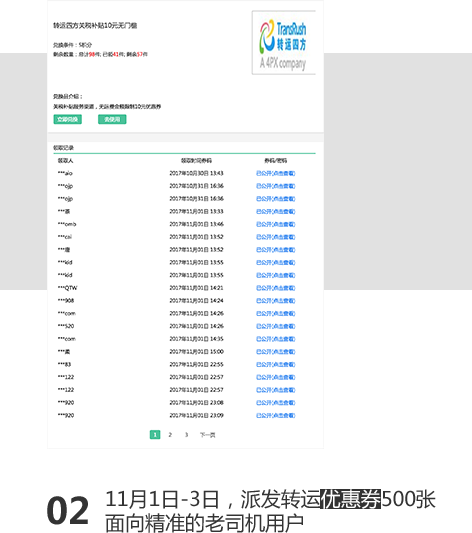 转运四方关税补贴10元无门槛
TransRush
转运四方
A 4PX company
兑换条件：5积分
剩余数量：总计98件; 已领41件; 剩余57件
兑换品介绍：
关税补贴服务渠道，无运费金额限制10元优惠券
立即兑换 去使用
领取记录
领取人 领取时间券码 券码/密码
***alo 2017年10月30日 13:43 已公开(点击查看)
***ojp 2017年10月31日 16:36 已公开(点击查看)
***ojp 2017年10月31日 16:36 已公开(点击查看)
2017年11月01日 13:33 已公开(点击查看)
***omb 2017年11月01日 13:46 已公开(点击查看)
***csi 2017年11月01日 13:52 已公开(点击查看)
2017年11月01日 13:52 已公开(点击查看)
***kid 2017年11月01日 13:55 已公开(点击查看)
***kid 2017年11月01日 13:55 已公开(点击查看)
***QTW 2017年11月01日 14:21 已公开(点击查看)
***908 2017年11月01日 14:24 已公开(点击查看)
***com 2017年11月01日 14:26 已公开(点击查看)
***520 2017年11月01日 14:26 已公开(点击查看)
***com 2017年11月01日 14:35 已公开(点击查看)
2017年11月01日 15:00 已公开(点击查看)
***83 2017年11月01日 22:55 已公开(点击查看)
***122 2017年11月01日 22:57 已公开(点击查看)
***122 2017年11月01日 22:57 已公开(点击查看)
***920 2017年11月01日 23:08 已公开(点击查看)
***920 2017年11月01日 23:09 已公开(点击查看)
1 2 3 下一页
02 11月1日-3日，派发转运优惠券500张
面向精准的老司机用户